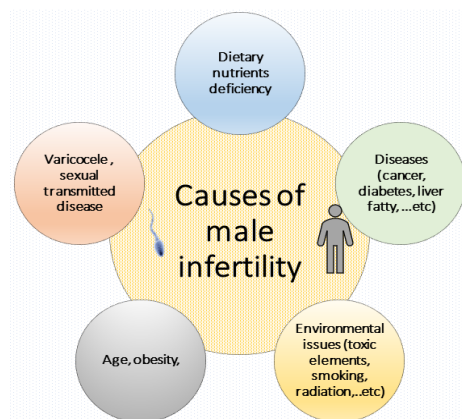 Dietary
nutrients
deficiency
Varicocele ,
sexual
transmitted
disease
Diseases
(cancer,
diabetes, liver
fatty, ...etc)
Causes of
male
infertility
Age, obesity,
Environmental
issues (toxic
elements,
smoking,
radiation,..etc)